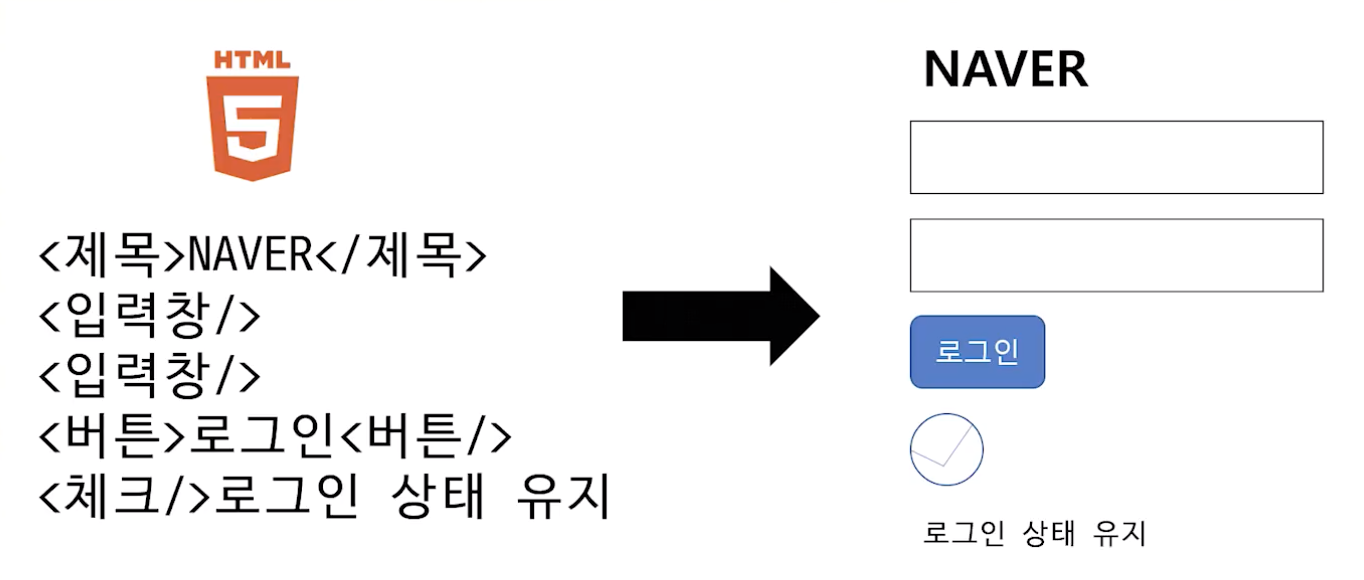 HTML
5
<제목>NAVER</제목>
<입력창/>
<입력창/>
<버튼>로그인<버튼/>
<체크/>로그인 상태 유지
NAVER
로그인
로그인 상태 유지